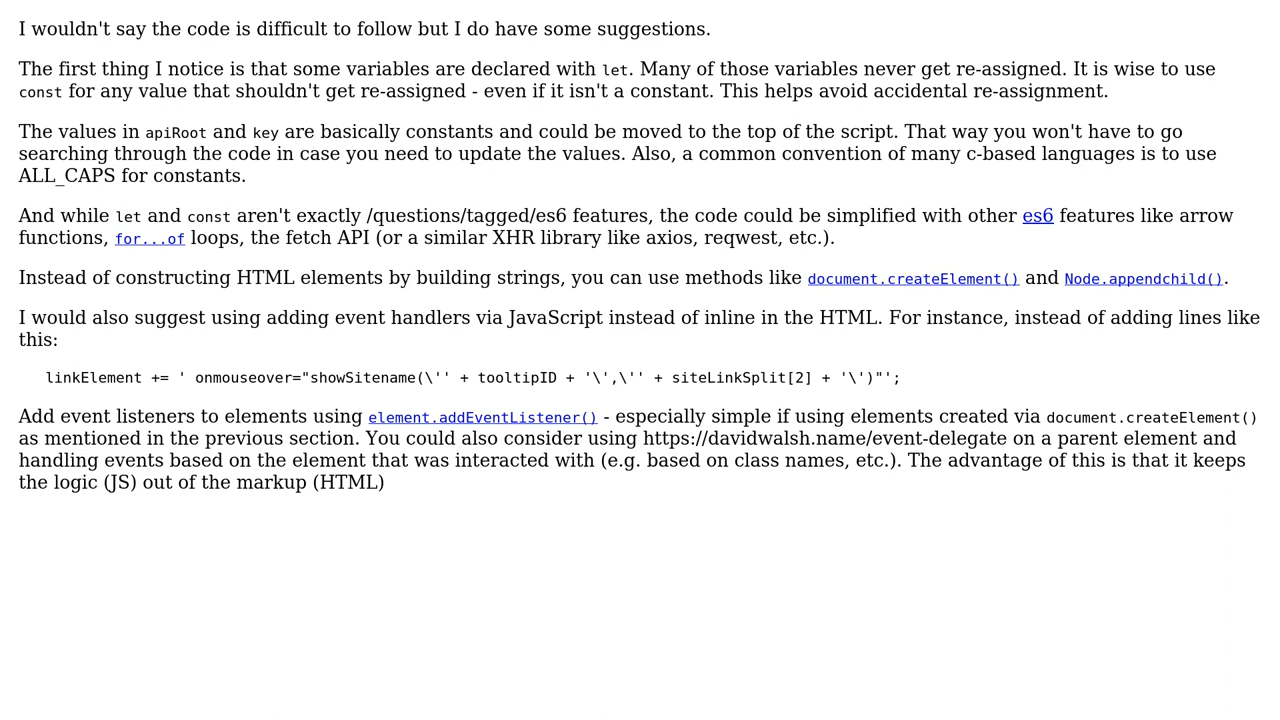 I wouldn't say the code is difficult to follow but I do have some suggestions.
The first thing I notice is that some variables are declared with let. Many of those variables never get re-assigned. It is wise to use
const for any value that shouldn't get re-assigned - even if it isn't a constant. This helps avoid accidental re-assignment.
The values in apiRoot and key are basically constants and could be moved to the top of the script. That way you won't have to go
searching through the code in case you need to update the values. Also, a common convention of many c-based languages is to use
ALL_CAPS for constants.
And while let and const aren't exactly /questions/tagged/es6 features, the code could be simplified with other es6 features like arrow
functions, for...of loops, the fetch API (or a similar XHR library like axios, reqwest, etc.).
Instead of constructing HTML elements by building strings, you can use methods like document.createElement() and Node.appendchild().
I would also suggest using adding event handlers via JavaScript instead of inline in the HTML. For instance, instead of adding lines like
this:
linkElement += ' onmouseover="showSitename(\'' + tooltipID + '\',\'' + siteLinkSplit[2] + '\')"';
Add event listeners to elements using element.addEventListener() - especially simple if using elements created via document.createElement()
as mentioned in the previous section. You could also consider using https://davidwalsh.name/event-delegate on a parent element and
handling events based on the element that was interacted with (e.g. based on class names, etc.). The advantage of this is that it keeps
the logic (JS) out of the markup (HTML)